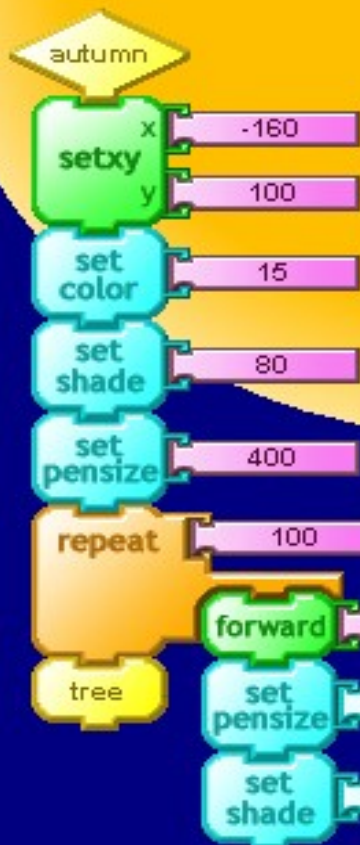 autumn
setxy x -160
y 100
set color 15
set shade 80
set pensize 400
repeat 100
forward
tree
set pensize
set shade